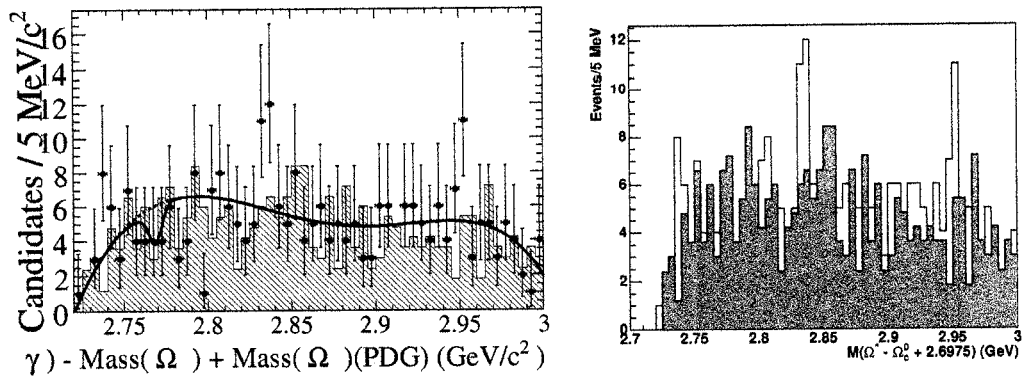 Candidates / 5 MeV/c²
16
14
12
10
8
6
4
2
0
2.75 2.8 2.85 2.9 2.95 3
γ) - Mass( Ω ) + Mass( Ω )(PDG) (GeV/c² )
Events/5 MeV
12
10
8
6
4
2
0
2.7 2.75 2.8 2.85 2.9 2.95 3
M(Ω* - Ωc⁰ + 2.6975) (GeV)